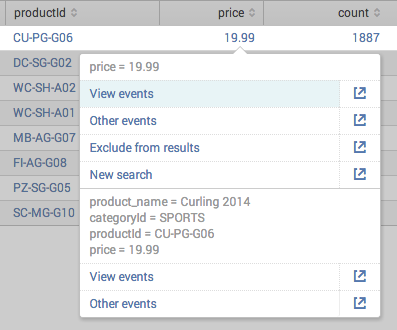 productId price count
CU-PG-G06 19.99 1887
DC-SG-G02
price = 19.99
WC-SH-A02
View events
WC-SH-A01
Other events
MB-AG-G07
Exclude from results
FI-AG-G08
New search
PZ-SG-G05
product_name = Curling 2014
SC-MG-G10
categoryId = SPORTS
productId = CU-PG-G06
price = 19.99
View events
Other events